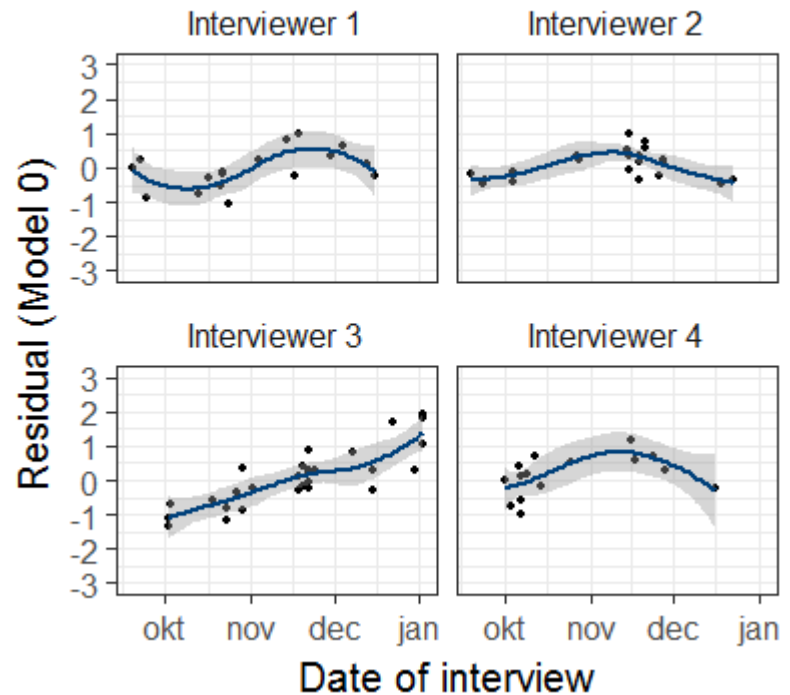 Interviewer 1
Interviewer 2
3
2
1
0
-1
-2
-3
Interviewer 3
Interviewer 4
3
2
1
0
-1
-2
-3
okt
nov
dec
jan
okt
nov
dec
jan
Residual (Model 0)
Date of interview